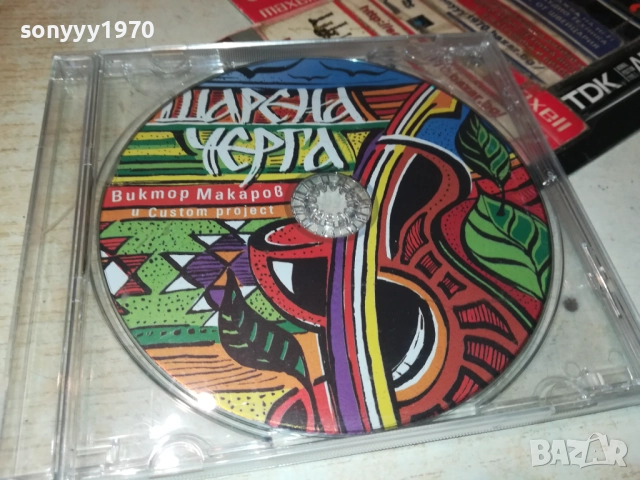 sonyyy1970
ШАРЕНА
ЧЕРГА
Виктор Макаров
и Custom project
maxell
TDK
BAZAR